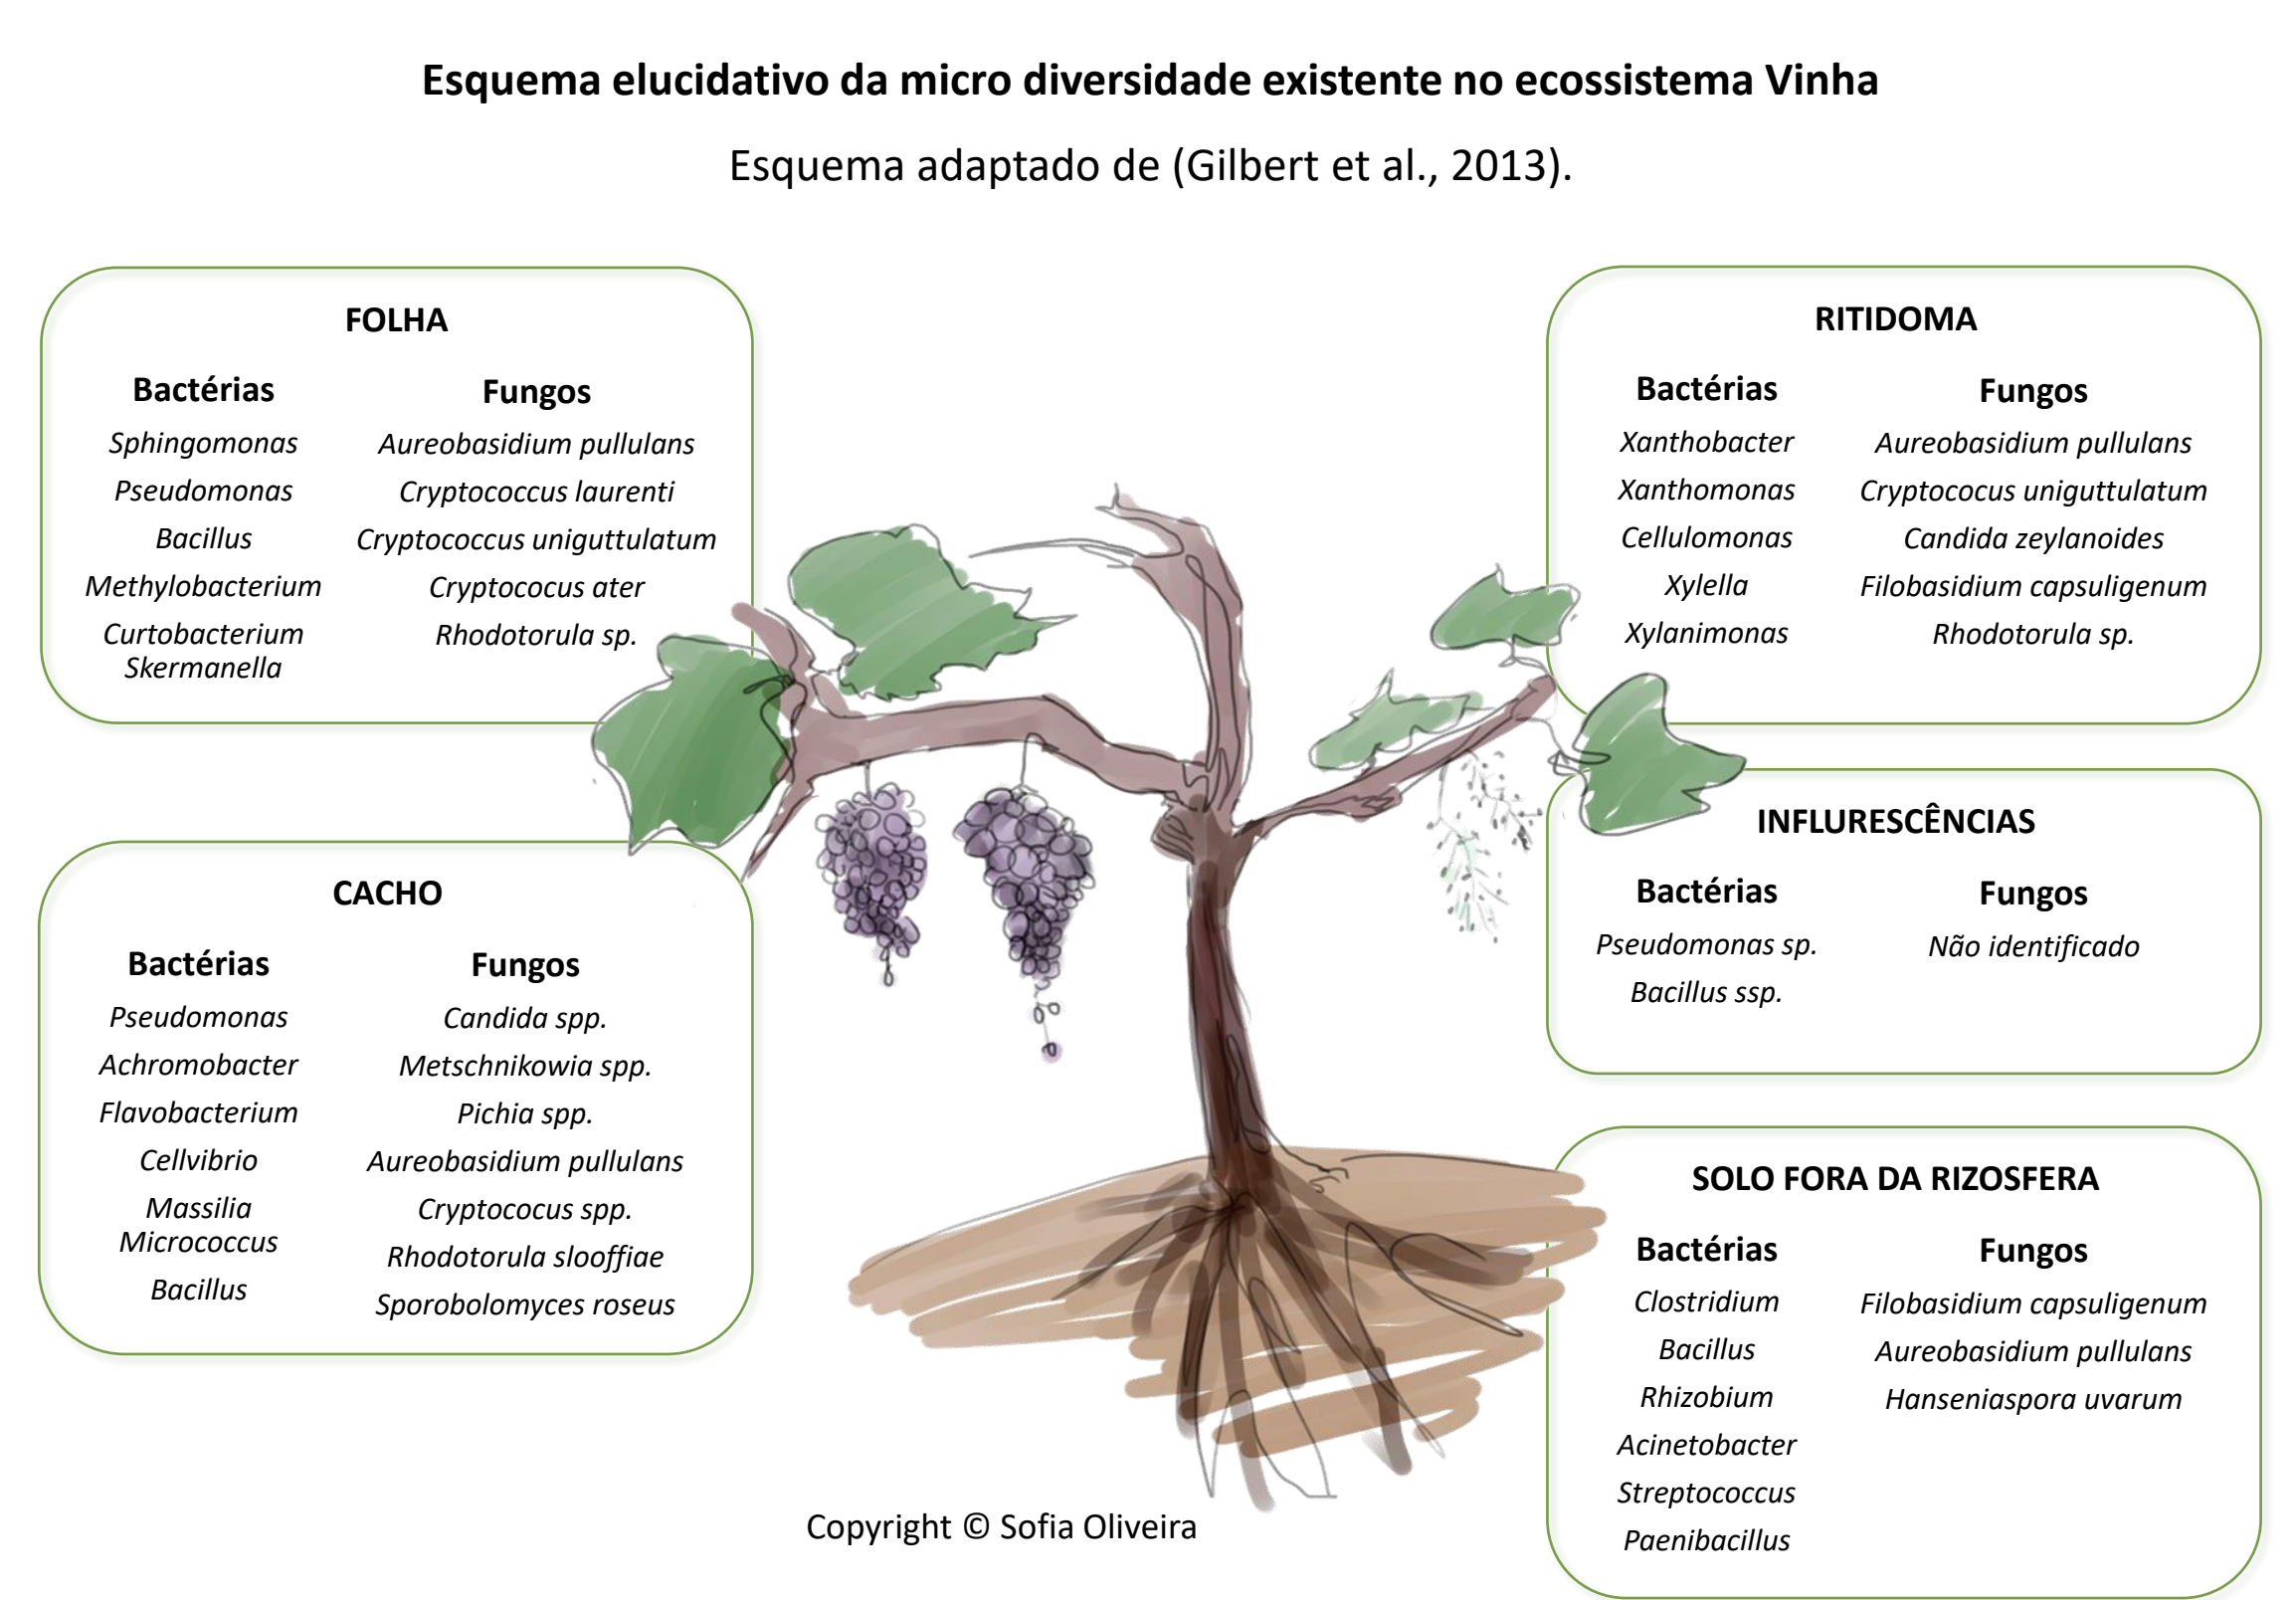 Esquema elucidativo da micro diversidade existente no ecossistema Vinha
Esquema adaptado de (Gilbert et al., 2013).
FOLHA
Bactérias
Sphingomonas
Pseudomonas
Bacillus
Methylobacterium
Curtobacterium
Skermanella
Fungos
Aureobasidium pullulans
Cryptococcus laurenti
Cryptococcus uniguttulatum
Cryptococus ater
Rhodotorula sp.
CACHO
Bactérias
Pseudomonas
Achromobacter
Flavobacterium
Cellvibrio
Massilia
Micrococcus
Bacillus
Fungos
Candida spp.
Metschnikowia spp.
Pichia spp.
Aureobasidium pullulans
Cryptococus spp.
Rhodotorula slooffiae
Sporobolomyces roseus
RITIDOMA
Bactérias
Xanthobacter
Xanthomonas
Cellulomonas
Xylella
Xylanimonas
Fungos
Aureobasidium pullulans
Cryptococus uniguttulatum
Candida zeylanoides
Filobasidium capsuligenum
Rhodotorula sp.
INFLURESCÊNCIAS
Bactérias
Pseudomonas sp.
Bacillus ssp.
Fungos
Não identificado
SOLO FORA DA RIZOSFERA
Bactérias
Clostridium
Bacillus
Rhizobium
Acinetobacter
Streptococcus
Paenibacillus
Fungos
Filobasidium capsuligenum
Aureobasidium pullulans
Hanseniaspora uvarum
Copyright © Sofia Oliveira